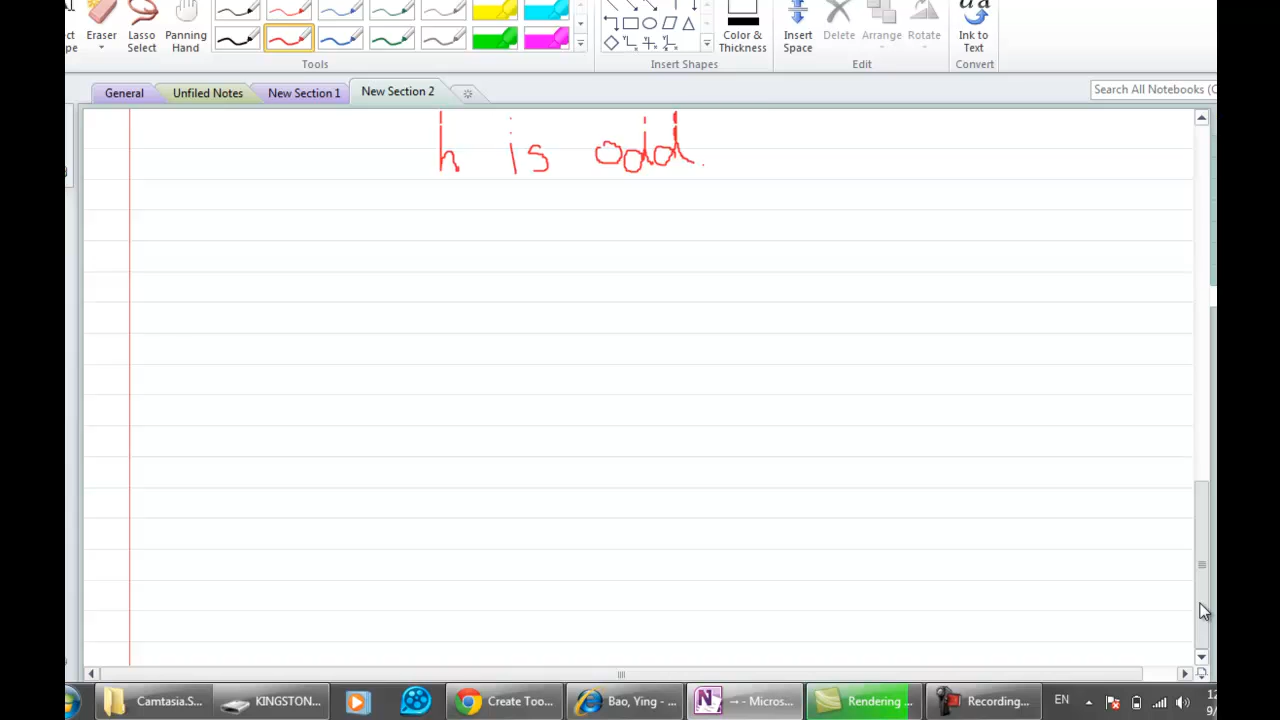 Eraser
Lasso Select
Panning Hand
Color & Thickness
Insert Space
Delete
Arrange
Rotate
Ink to Text
Tools
Insert Shapes
Edit
Convert
General
Unfiled Notes
New Section 1
New Section 2
Search All Notebooks (C
h is odd.
Camtasia.S...
KINGSTON...
Create Too...
Bao, Ying - ...
- Micros...
Rendering ...
Recording...
EN